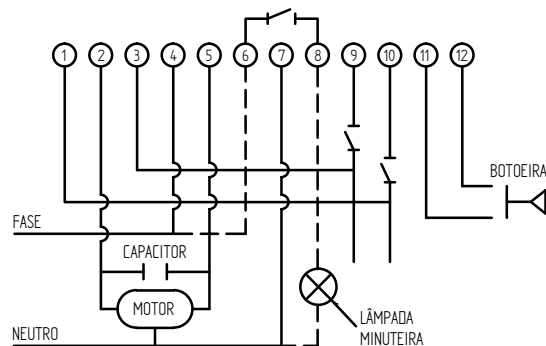 1 2 3 4 5 6 7 8 9 10 11 12
BOTOEIRA
FASE
CAPACITOR
MOTOR
LÂMPADA
MINUTEIRA
NEUTRO